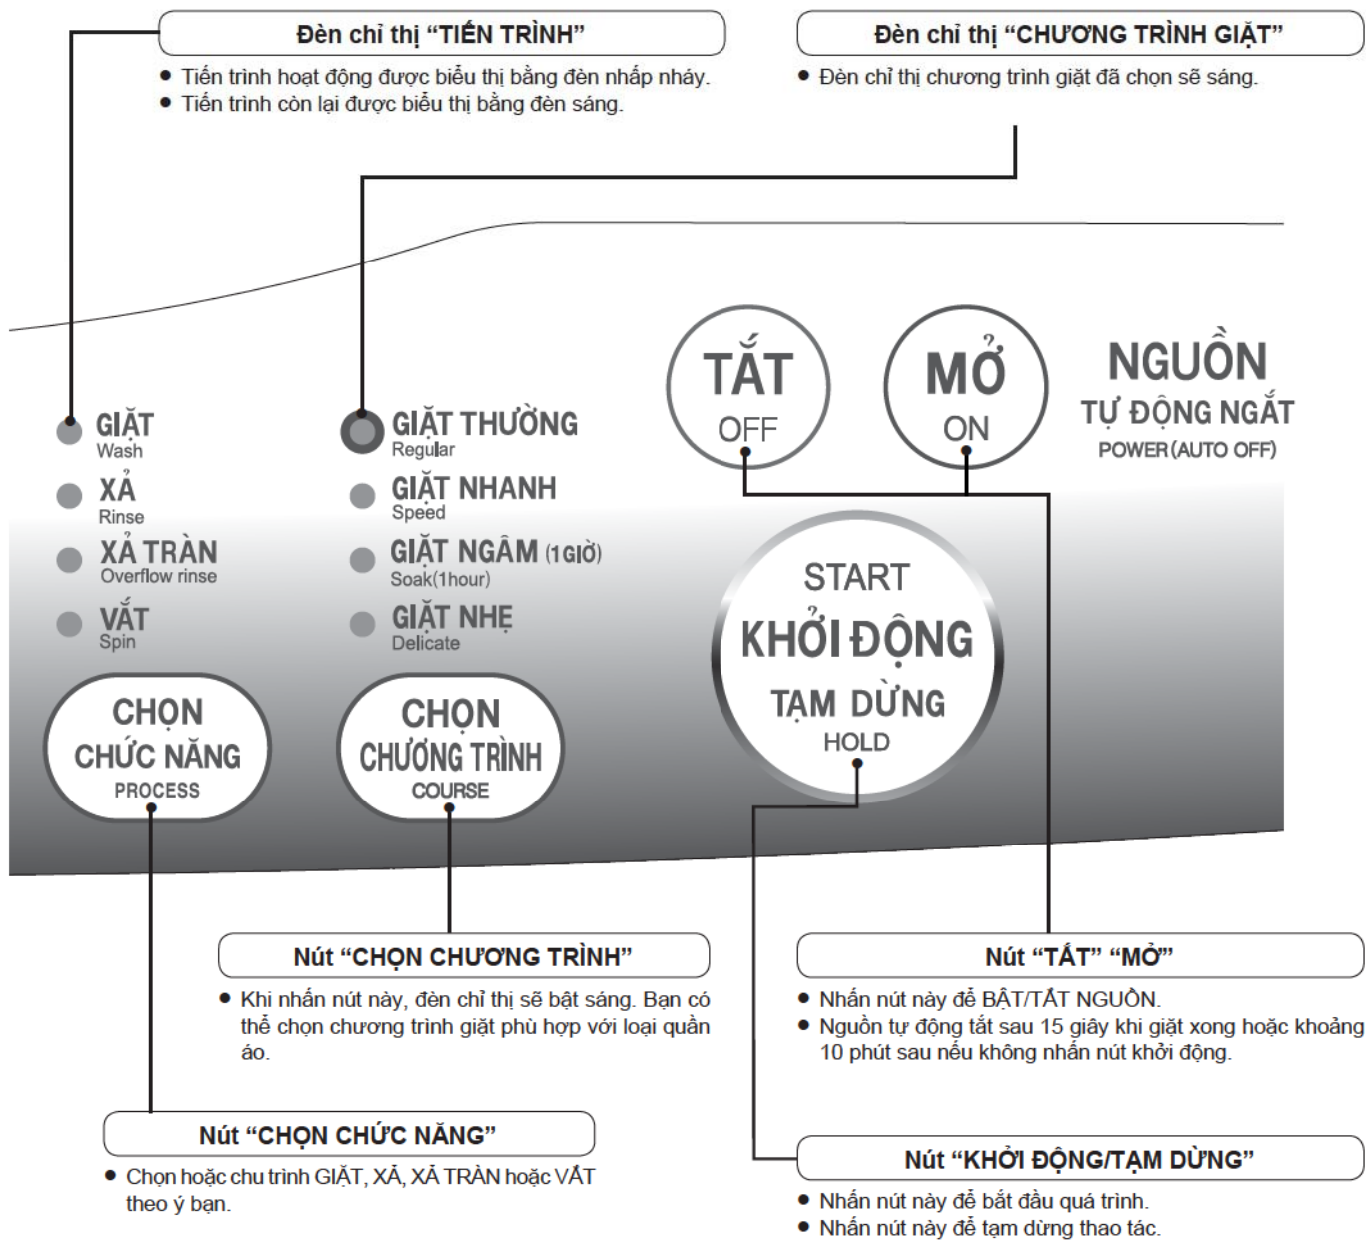 Đèn chỉ thị “TIẾN TRÌNH”
● Tiến trình hoạt động được biểu thị bằng đèn nhấp nháy.
● Tiến trình còn lại được biểu thị bằng đèn sáng.
Đèn chỉ thị “CHƯƠNG TRÌNH GIẶT”
● Đèn chỉ thị chương trình giặt đã chọn sẽ sáng.
GIẶT
Wash
XẢ
Rinse
XẢ TRÀN
Overflow rinse
VẮT
Spin
CHỌN
CHỨC NĂNG
PROCESS
GIẶT THƯỜNG
Regular
GIẶT NHANH
Speed
GIẶT NGÂM (1GIỜ)
Soak(1hour)
GIẶT NHẸ
Delicate
CHỌN
CHƯƠNG TRÌNH
COURSE
TẮT
OFF
MỞ
ON
NGUỒN
TỰ ĐỘNG NGẮT
POWER(AUTO OFF)
START
KHỞI ĐỘNG
TẠM DỪNG
HOLD
Nút “CHỌN CHƯƠNG TRÌNH”
● Khi nhấn nút này, đèn chỉ thị sẽ bật sáng. Bạn có
thể chọn chương trình giặt phù hợp với loại quần
áo.
Nút “TẮT” “MỞ”
● Nhấn nút này để BẬT/TẮT NGUỒN.
● Nguồn tự động tắt sau 15 giây khi giặt xong hoặc khoảng
10 phút sau nếu không nhấn nút khởi động.
Nút “CHỌN CHỨC NĂNG”
● Chọn hoặc chu trình GIẶT, XẢ, XẢ TRÀN hoặc VẮT
theo ý bạn.
Nút “KHỞI ĐỘNG/TẠM DỪNG”
● Nhấn nút này để bắt đầu quá trình.
● Nhấn nút này để tạm dừng thao tác.